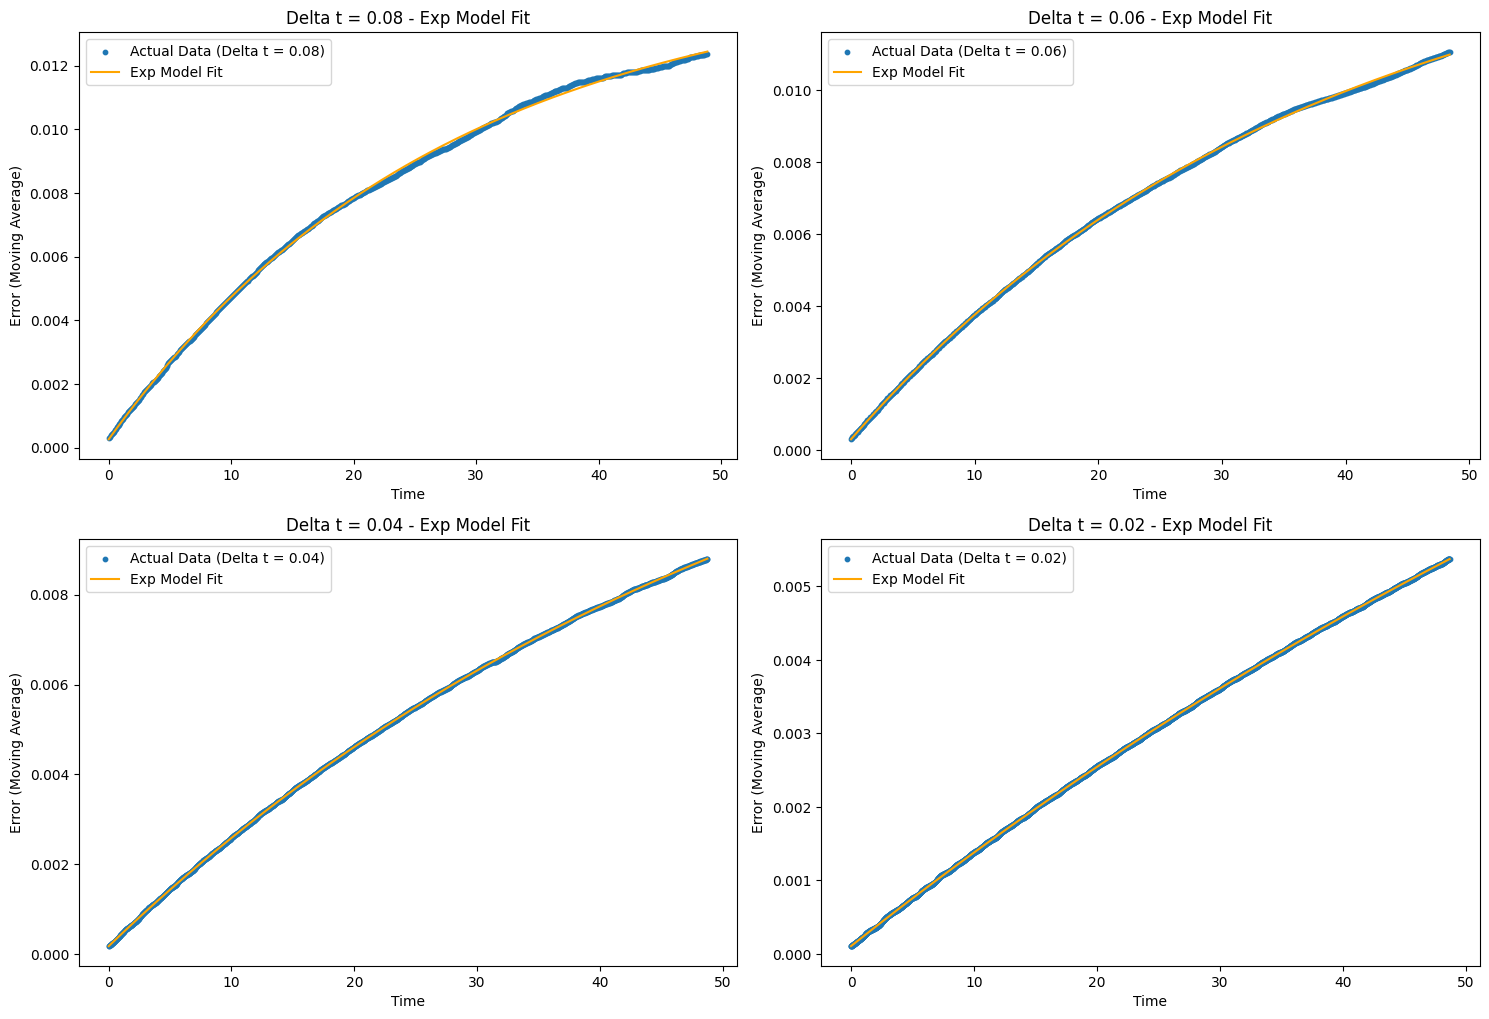 Delta t = 0.08 - Exp Model Fit
Actual Data (Delta t = 0.08)
Exp Model Fit
Error (Moving Average)
0.012
0.010
0.008
0.006
0.004
0.002
0.000
0 10 20 30 40 50
Time
Delta t = 0.06 - Exp Model Fit
Actual Data (Delta t = 0.06)
Exp Model Fit
Error (Moving Average)
0.010
0.008
0.006
0.004
0.002
0.000
0 10 20 30 40 50
Time
Delta t = 0.04 - Exp Model Fit
Actual Data (Delta t = 0.04)
Exp Model Fit
Error (Moving Average)
0.008
0.006
0.004
0.002
0.000
0 10 20 30 40 50
Time
Delta t = 0.02 - Exp Model Fit
Actual Data (Delta t = 0.02)
Exp Model Fit
Error (Moving Average)
0.005
0.004
0.003
0.002
0.001
0.000
0 10 20 30 40 50
Time